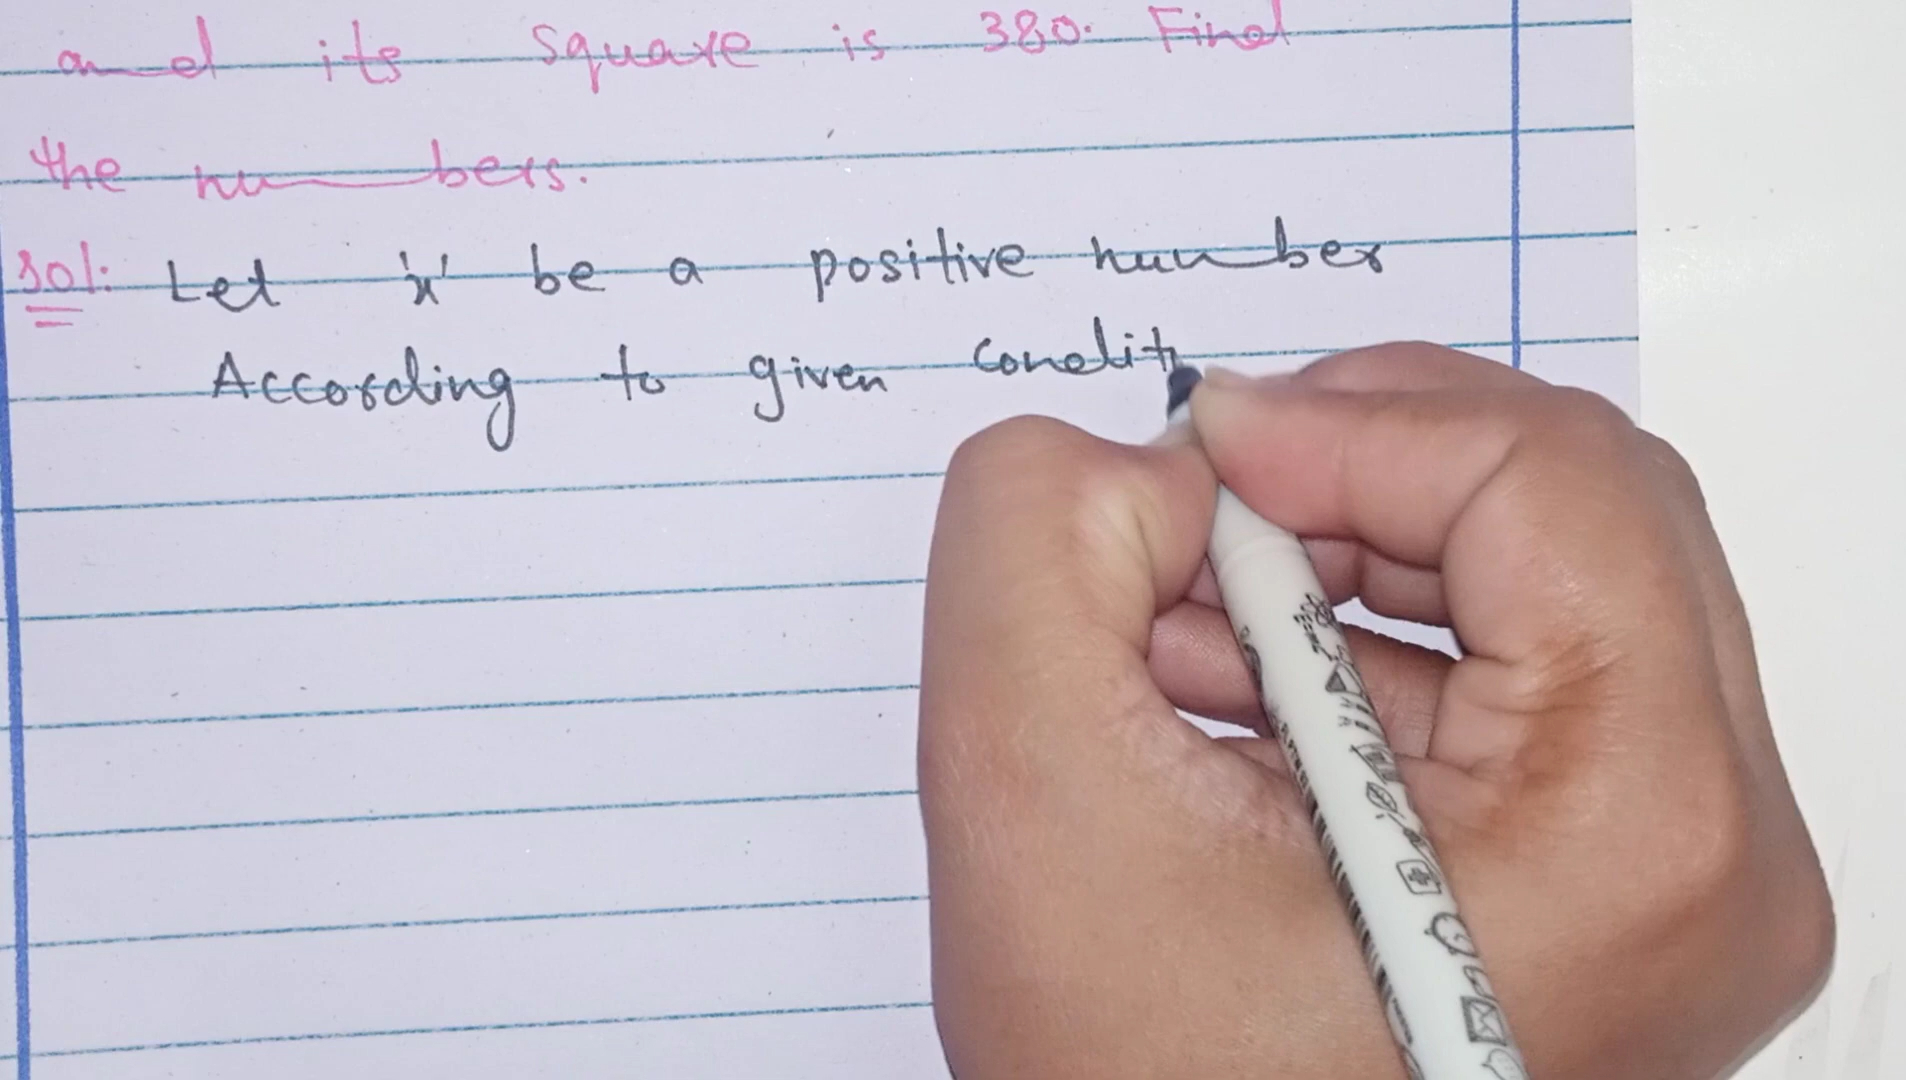 and its square is 380. Find
the numbers.
Sol: Let 'x' be a positive number
According to given condit